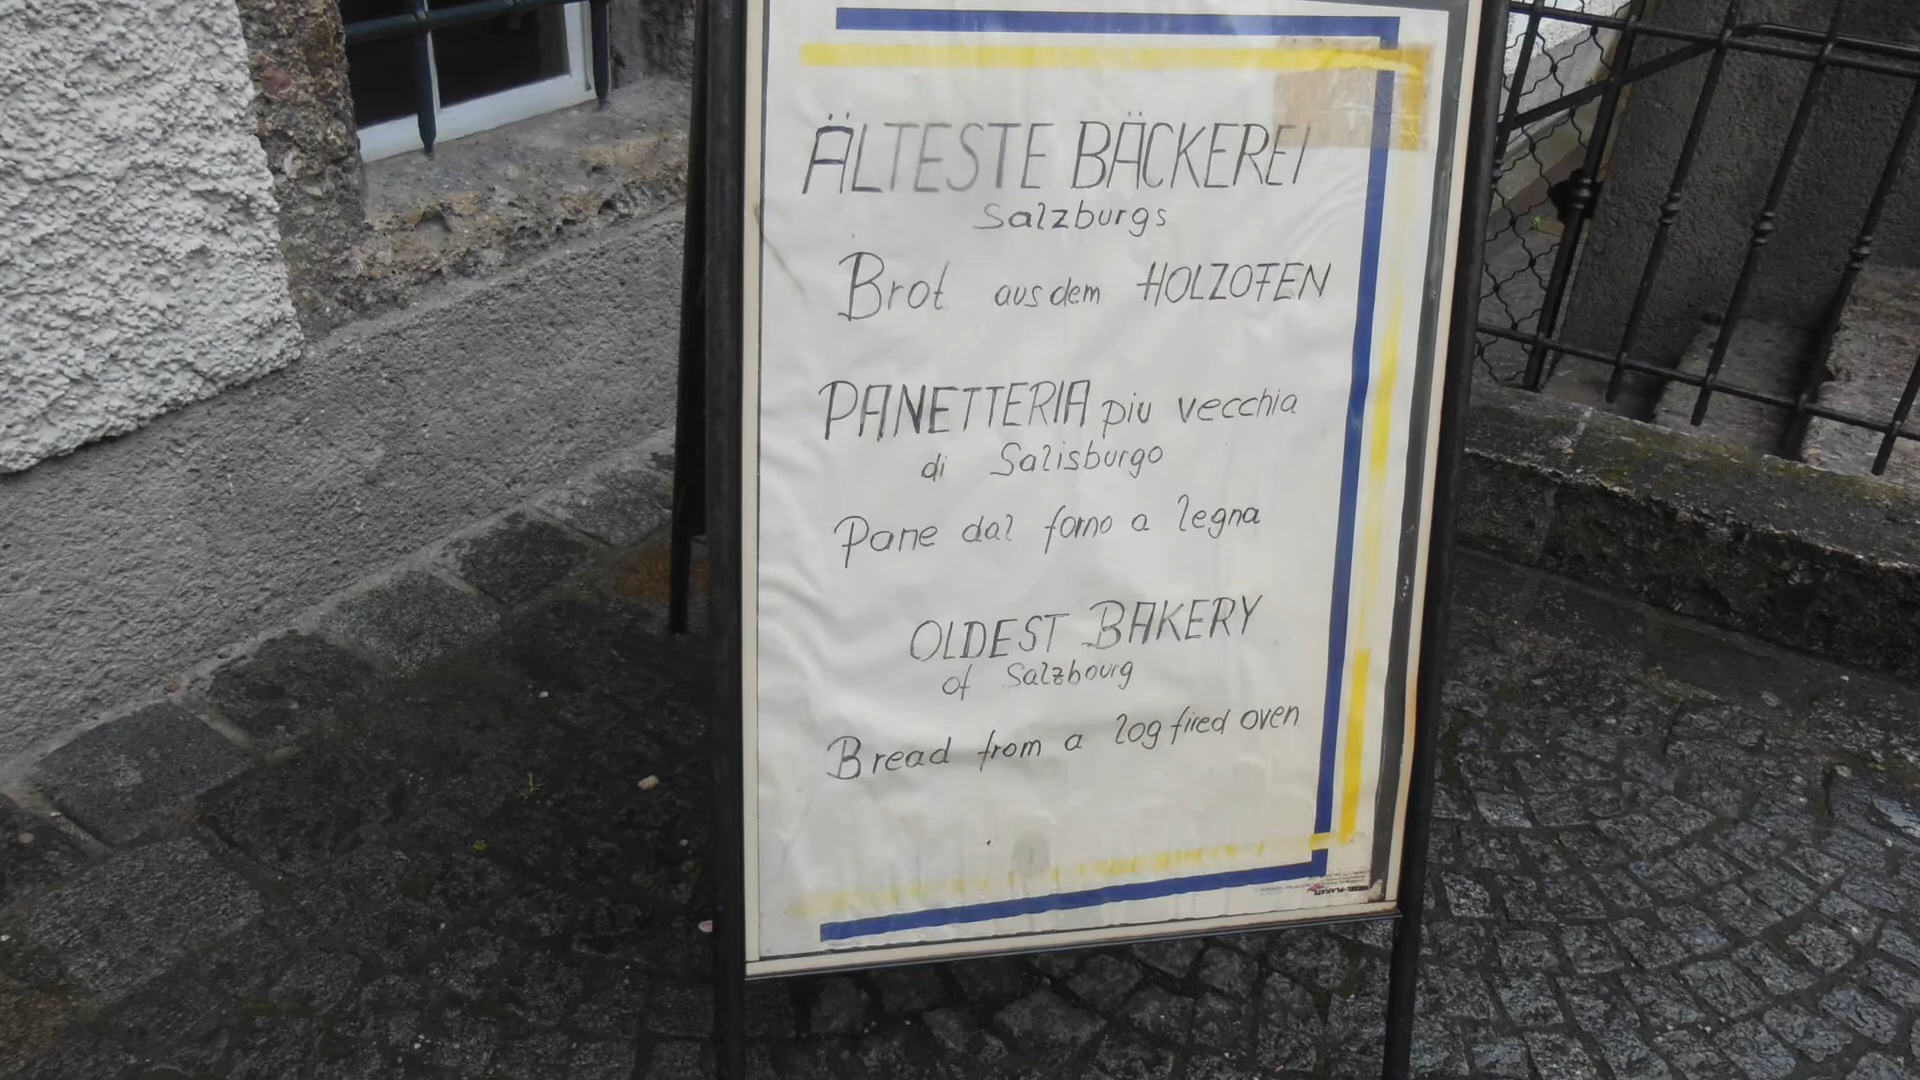 ÄLTESTE BÄCKEREI
Salzburgs
Brot aus dem HOLZOFEN
PANETTERIA piu vecchia
di Salisburgo
Pane dal forno a legna
OLDEST BAKERY
of Salzbourg
Bread from a log fired oven